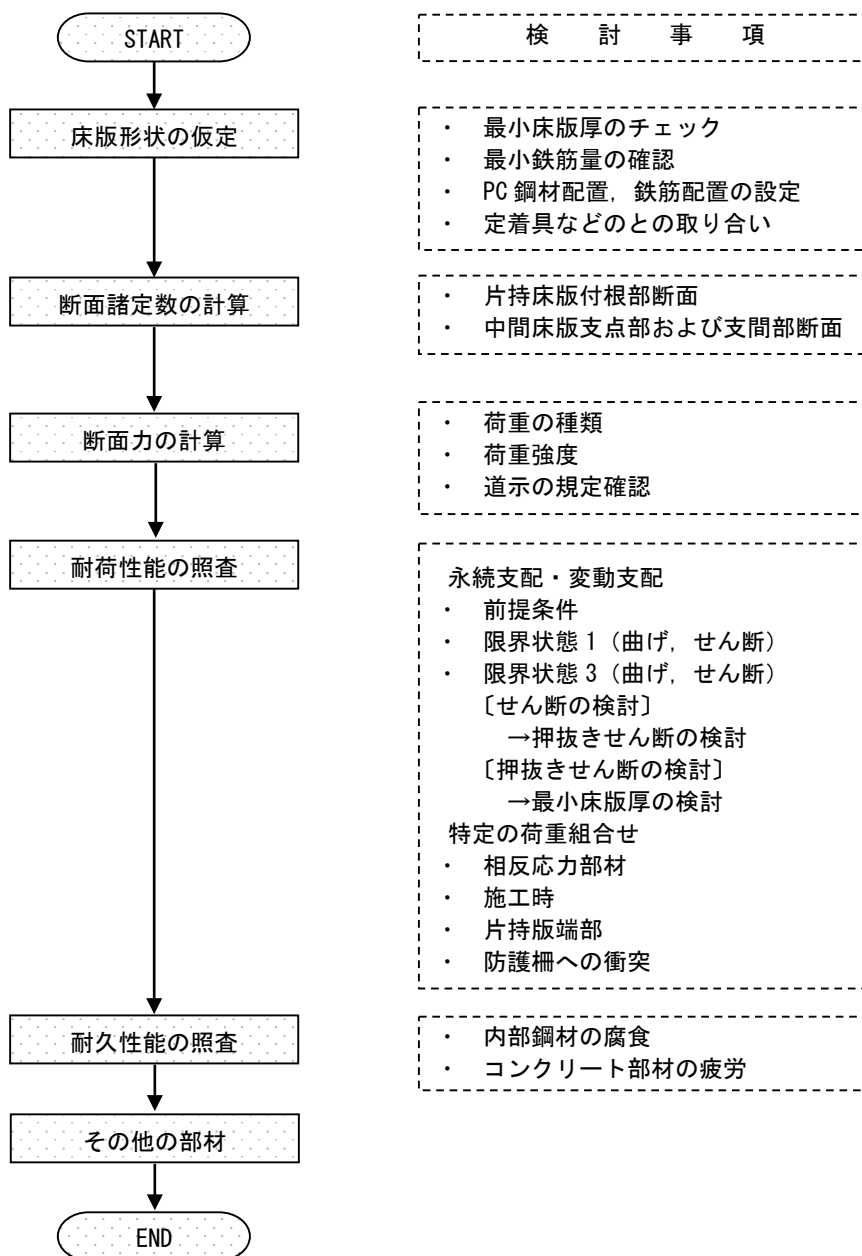 START
検　討　事　項
床版形状の仮定
・ 最小床版厚のチェック
・ 最小鉄筋量の確認
・ PC鋼材配置，鉄筋配置の設定
・ 定着具などのとの取り合い
断面諸定数の計算
・ 片持床版付根部断面
・ 中間床版支点部および支間部断面
断面力の計算
・ 荷重の種類
・ 荷重強度
・ 道示の規定確認
耐荷性能の照査
永続支配・変動支配
・ 前提条件
・ 限界状態1（曲げ，せん断）
・ 限界状態3（曲げ，せん断）
〔せん断の検討〕
→押抜きせん断の検討
〔押抜きせん断の検討〕
→最小床版厚の検討
特定の荷重組合せ
・ 相反応力部材
・ 施工時
・ 片持版端部
・ 防護柵への衝突
耐久性能の照査
・ 内部鋼材の腐食
・ コンクリート部材の疲労
その他の部材
END